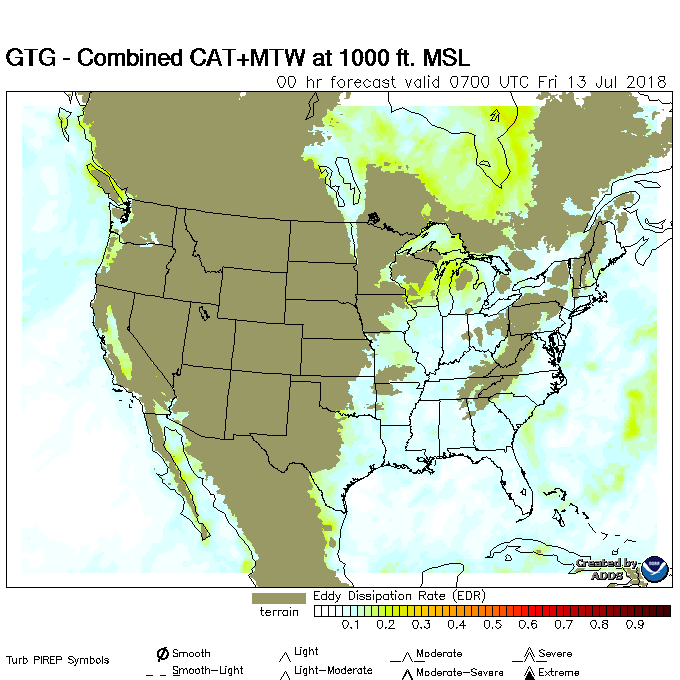 GTG - Combined CAT+MTW at 1000 ft. MSL
00 hr forecast valid 0700 UTC Fri 13 Jul 2018
Created by
ADDS
Eddy Dissipation Rate (EDR)
terrain
0.1 0.2 0.3 0.4 0.5 0.6 0.7 0.8 0.9
Turb PIREP Symbols
Smooth Light Moderate Severe
Smooth-Light Light-Moderate Moderate-Severe Extreme